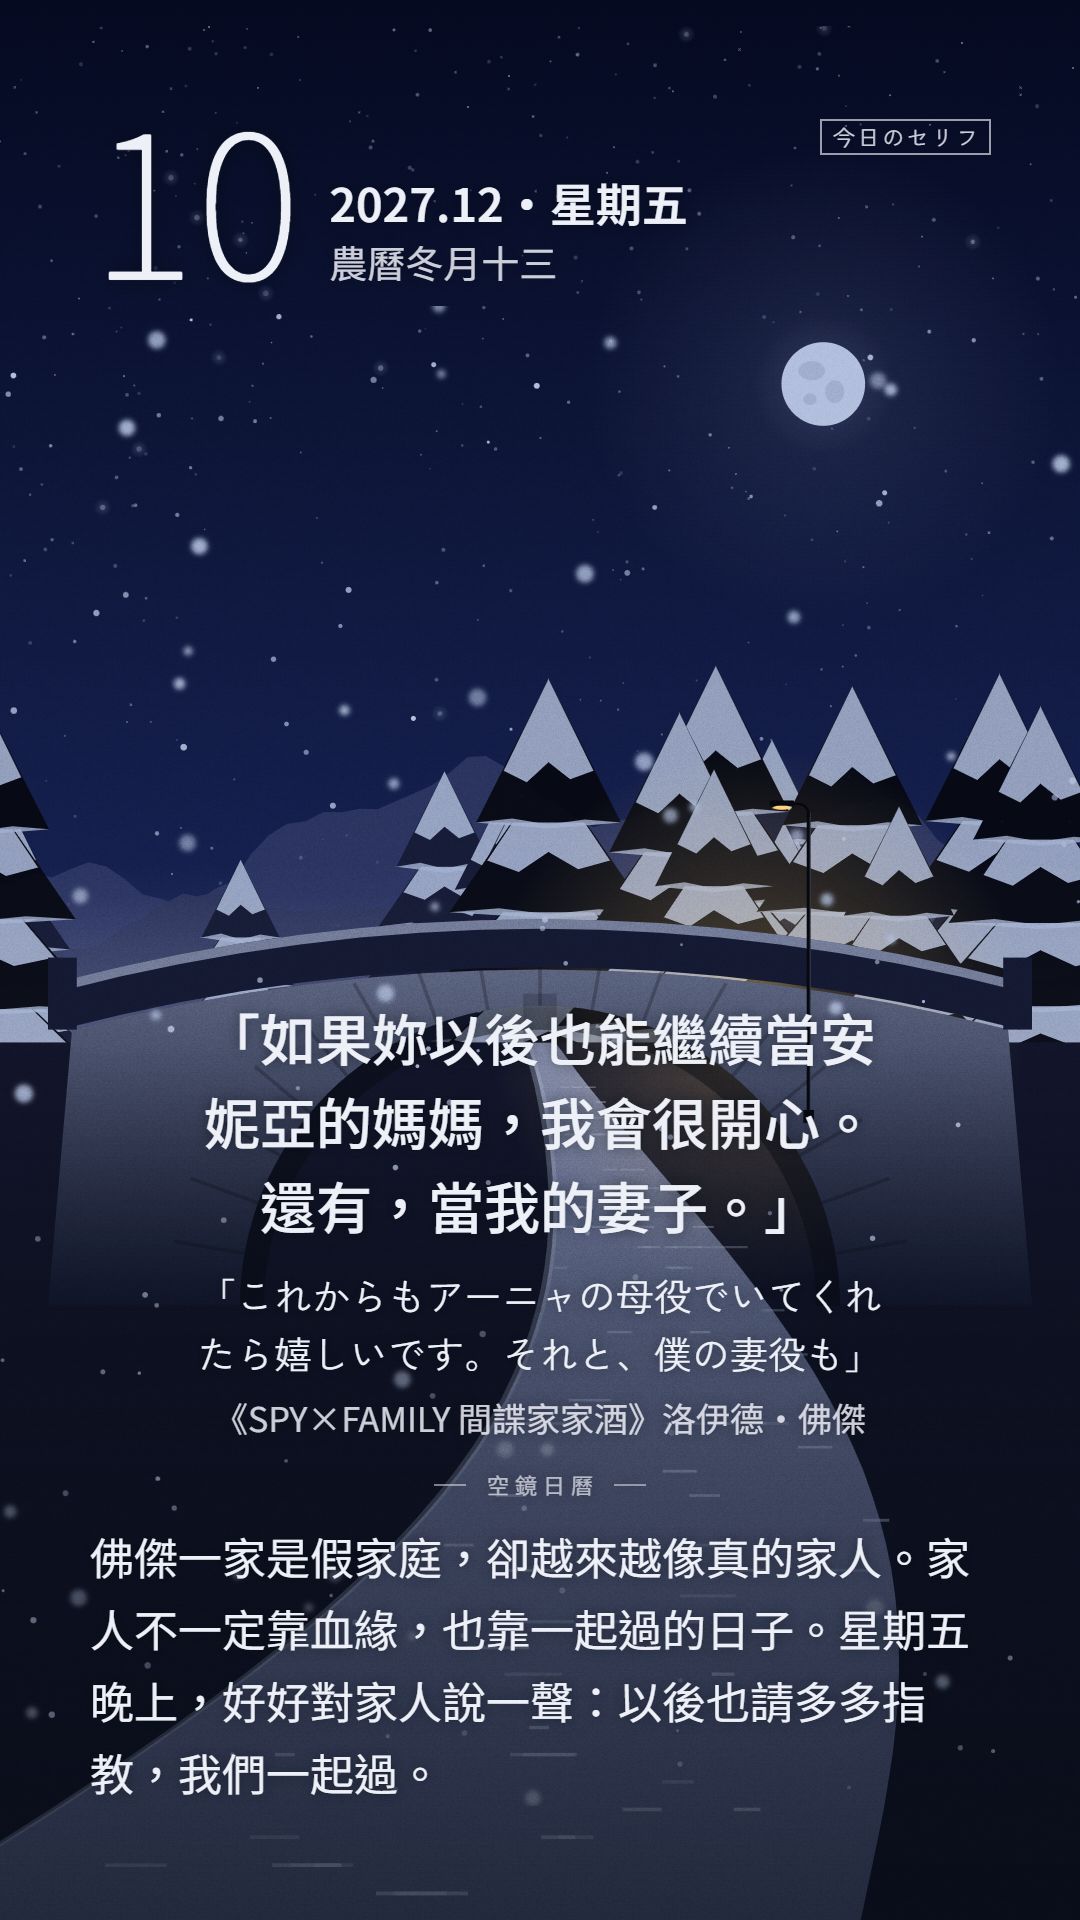 10
今日のセリフ
2027.12・星期五
農曆冬月十三
「如果妳以後也能繼續當安
妮亞的媽媽，我會很開心。
還有，當我的妻子。」
「これからもアーニャの母役でいてくれ
たら嬉しいです。それと、僕の妻役も」
《SPY×FAMILY 間諜家家酒》洛伊德・佛傑
— 空鏡日曆 —
佛傑一家是假家庭，卻越來越像真的家人。家
人不一定靠血緣，也靠一起過的日子。星期五
晚上，好好對家人說一聲：以後也請多多指
教，我們一起過。